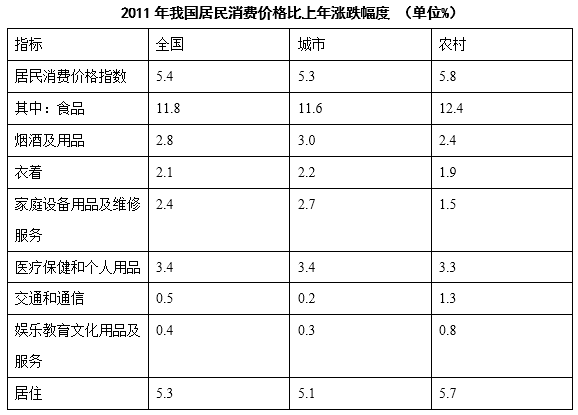 2011 年我国居民消费价格比上年涨跌幅度 （单位%）
指标 全国 城市 农村
居民消费价格指数 5.4 5.3 5.8
其中：食品 11.8 11.6 12.4
烟酒及用品 2.8 3.0 2.4
衣着 2.1 2.2 1.9
家庭设备用品及维修 2.4 2.7 1.5
服务
医疗保健和个人用品 3.4 3.4 3.3
交通和通信 0.5 0.2 1.3
娱乐教育文化用品及 0.4 0.3 0.8
服务
居住 5.3 5.1 5.7